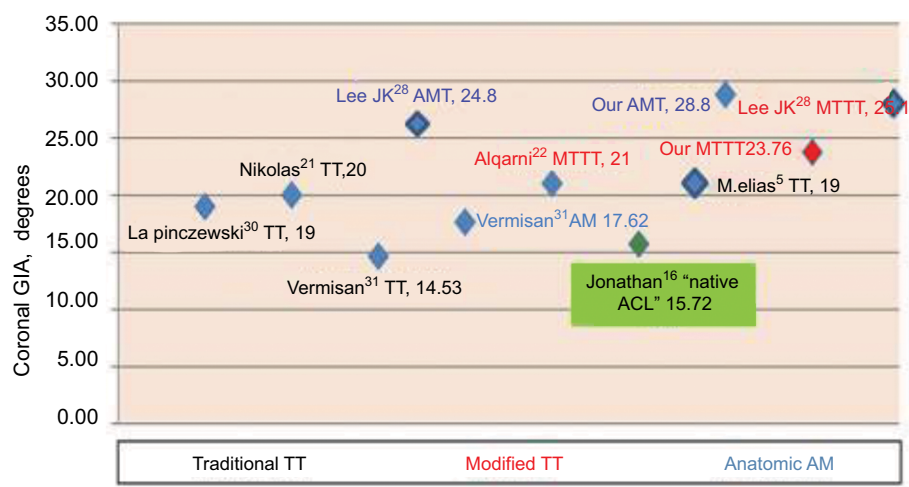 35.00
30.00
25.00
20.00
15.00
10.00
5.00
0.00
Coronal GIA, degrees
Lee JK28 AMT, 24.8
Our AMT, 28.8
Lee JK28 MTTT, 25.1
Our MTTT23.76
Alqarni22 MTTT, 21
Nikolas21 TT,20
M.elias5 TT, 19
La pinczewski30 TT, 19
Vermisan31 AM 17.62
Vermisan31 TT, 14.53
Jonathan16 “native
ACL” 15.72
Traditional TT
Modified TT
Anatomic AM